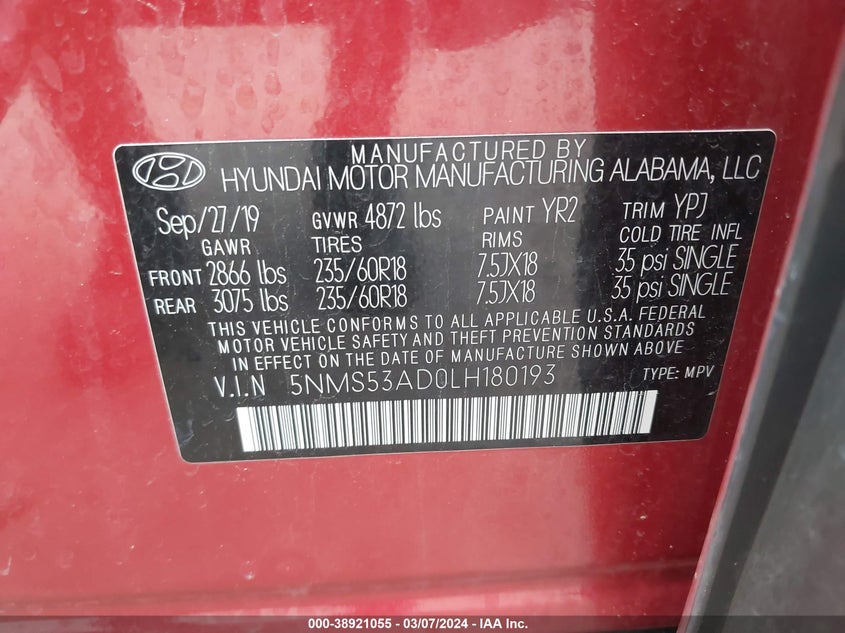 MANUFACTURED BY
HYUNDAI MOTOR MANUFACTURING ALABAMA, LLC
Sep/27/19 GVWR 4872 lbs PAINT YR2 TRIM YPJ
GAWR TIRES RIMS COLD TIRE INFL
FRONT 2866 lbs 235/60R18 7.5JX18 35 psi SINGLE
REAR 3075 lbs 235/60R18 7.5JX18 35 psi SINGLE
THIS VEHICLE CONFORMS TO ALL APPLICABLE U.S.A. FEDERAL
MOTOR VEHICLE SAFETY AND THEFT PREVENTION STANDARDS
IN EFFECT ON THE DATE OF MANUFACTURE SHOWN ABOVE
V.I.N 5NMS53AD0LH180193 TYPE: MPV
000-38921055 - 03/07/2024 - IAA Inc.